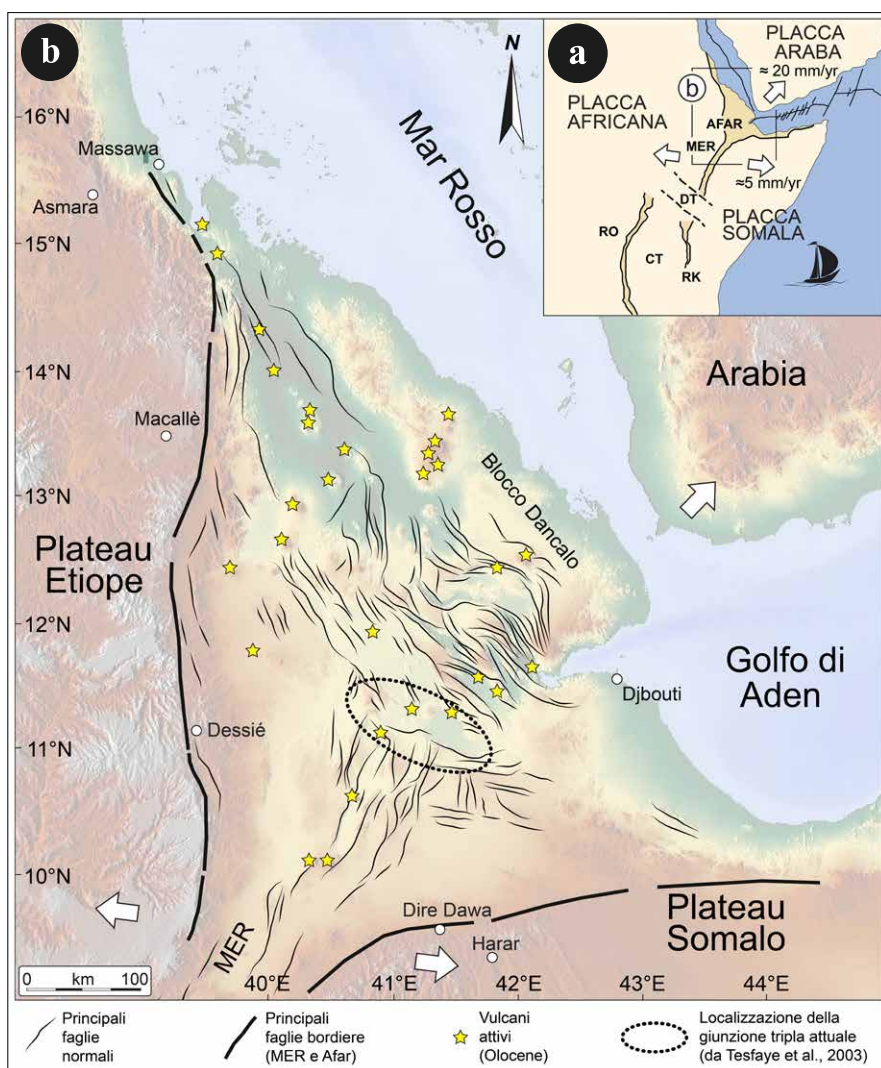 b
N
16°N
15°N
14°N
13°N
12°N
11°N
10°N
40°E
41°E
42°E
43°E
44°E
Massawa
Asmara
Macallè
Dessié
Dire Dawa
Harar
Djbouti
Mar Rosso
Arabia
Blocco Dancalo
Plateau
Etiope
Golfo di
Aden
Plateau
Somalo
MER
0 km 100
a
PLACCA
ARABA
≈ 20 mm/yr
b
PLACCA
AFRICANA
AFAR
MER
≈5 mm/yr
DT
PLACCA
SOMALA
RO
CT
RK
Principali
faglie
normali
Principali
faglie bordiere
(MER e Afar)
Vulcani
attivi
(Olocene)
Localizzazione della
giunzione tripla attuale
(da Tesfaye et al., 2003)